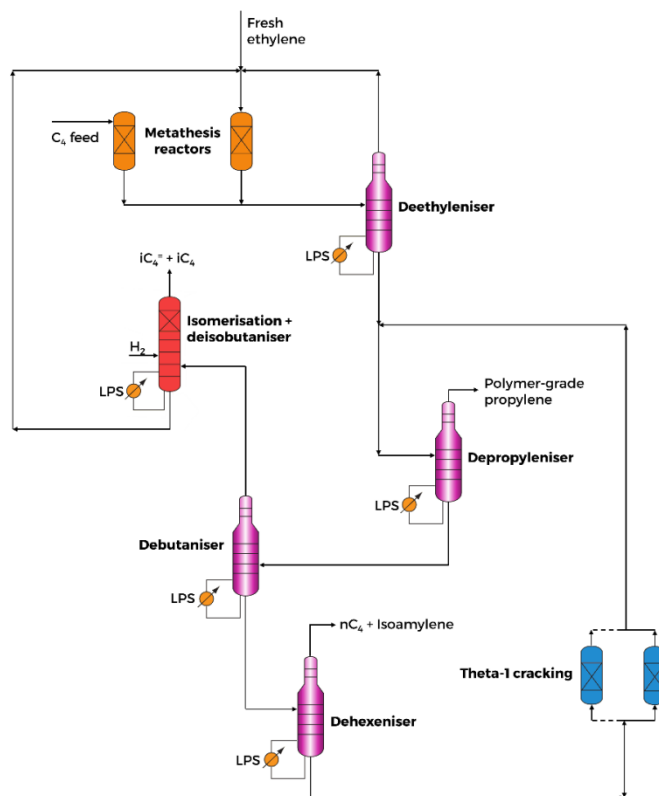 Fresh
ethylene
C₄ feed
Metathesis
reactors
Deethyleniser
LPS
iC₄⁼ + iC₄
Isomerisation +
deisobutaniser
H₂
LPS
Polymer-grade
propylene
Depropyleniser
LPS
Debutaniser
LPS
nC₄ + Isoamylene
Theta-1 cracking
Dehexeniser
LPS